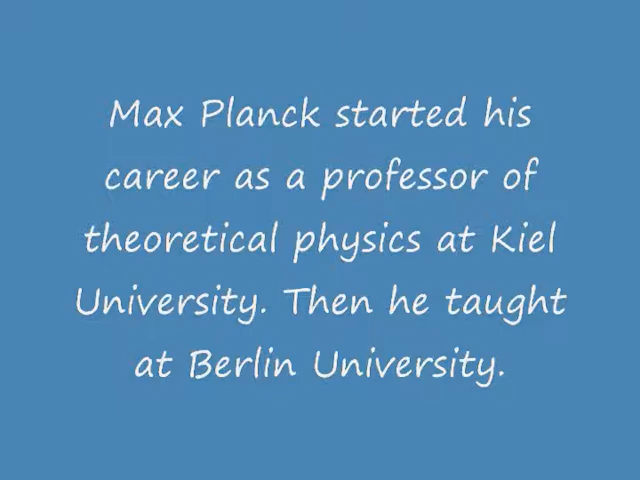 Max Planck started his
career as a professor of
theoretical physics at Kiel
University. Then he taught
at Berlin University.